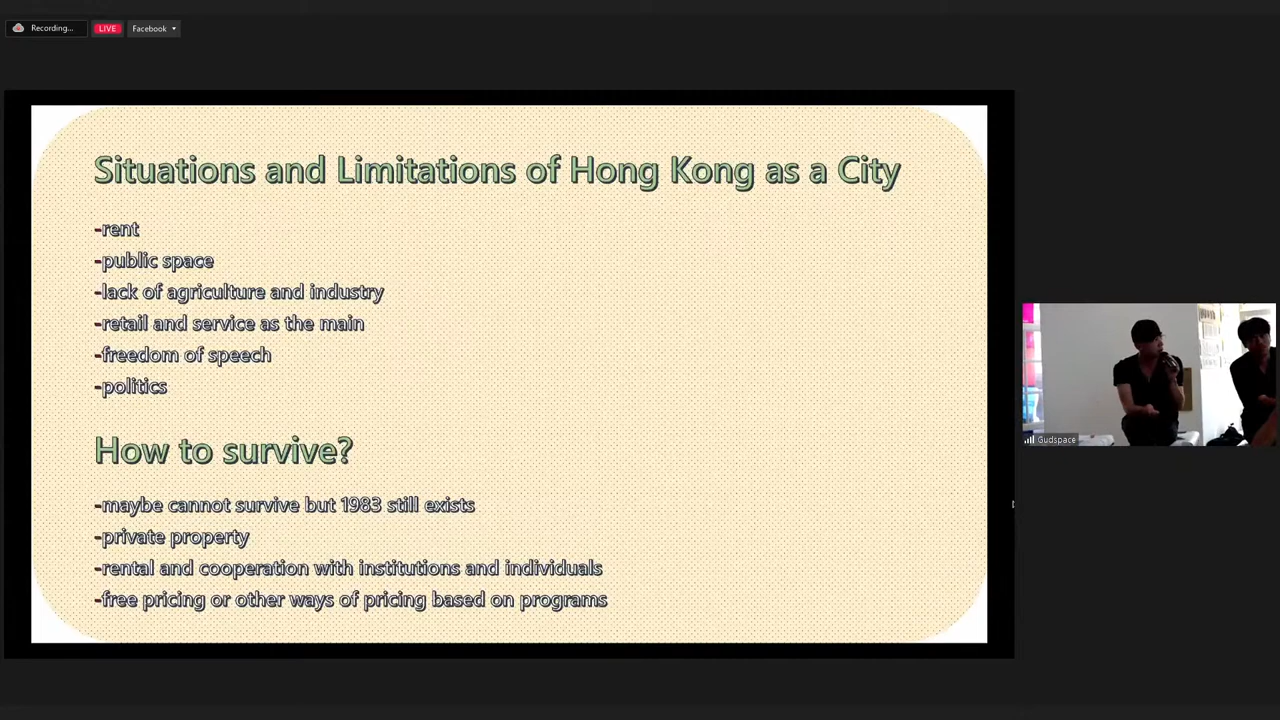 Recording...
LIVE
Facebook
Situations and Limitations of Hong Kong as a City
-rent
-public space
-lack of agriculture and industry
-retail and service as the main
-freedom of speech
-politics
How to survive?
-maybe cannot survive but 1983 still exists
-private property
-rental and cooperation with institutions and individuals
-free pricing or other ways of pricing based on programs
Gudspace